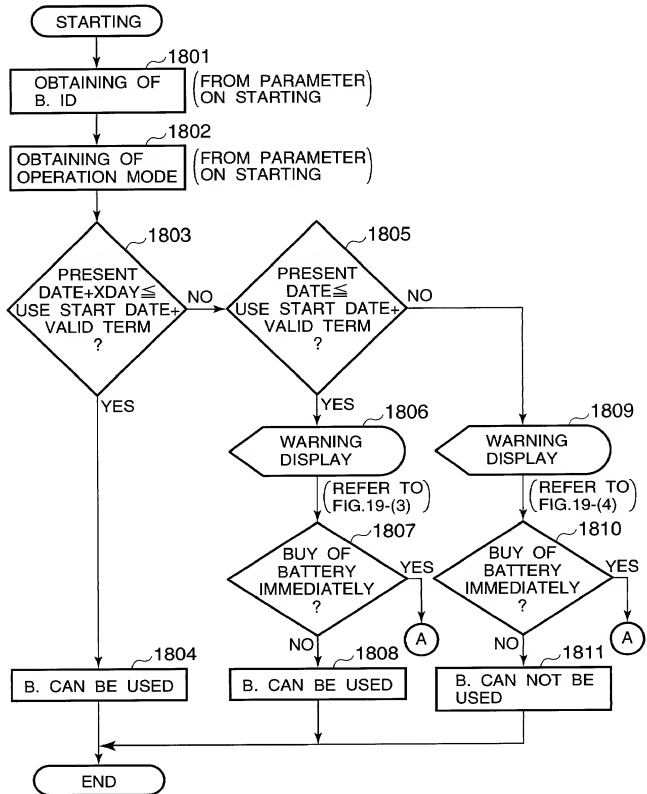 STARTING
1801
OBTAINING OF
B. ID
(FROM PARAMETER
ON STARTING)
1802
OBTAINING OF
OPERATION MODE
(FROM PARAMETER
ON STARTING)
1803
PRESENT
DATE+XDAY≦
USE START DATE+
VALID TERM
?
NO
YES
1805
PRESENT
DATE≦
USE START DATE+
VALID TERM
?
NO
YES
1806
WARNING
DISPLAY
(REFER TO
FIG.19-(3))
1809
WARNING
DISPLAY
(REFER TO
FIG.19-(4))
1807
BUY OF
BATTERY
IMMEDIATELY
?
YES
A
NO
1810
BUY OF
BATTERY
IMMEDIATELY
?
YES
A
NO
1804
B. CAN BE USED
1808
B. CAN BE USED
1811
B. CAN NOT BE
USED
END